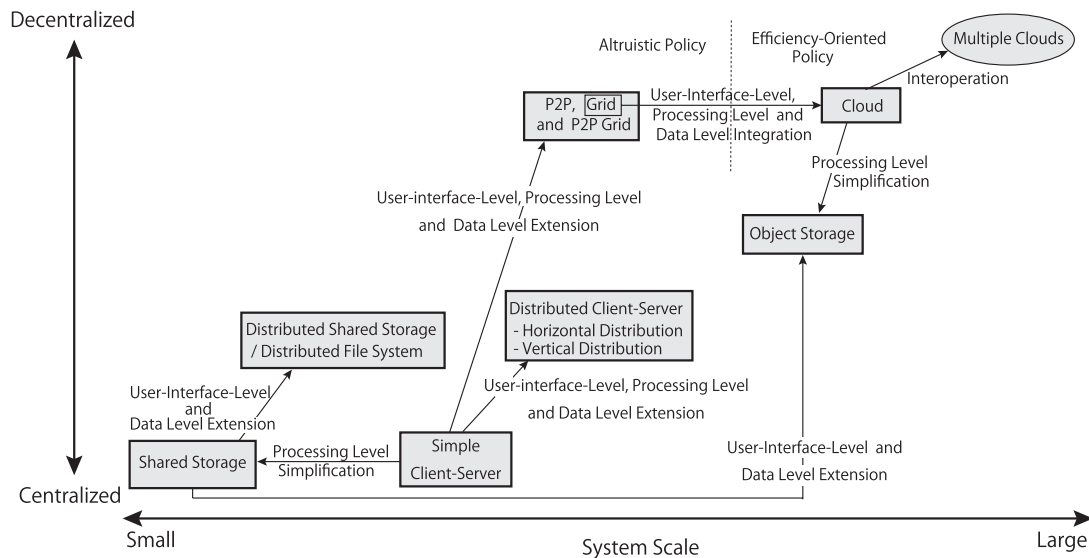 Decentralized
Altruistic Policy
Efficiency-Oriented
Policy
Multiple Clouds
Interoperation
P2P, Grid
and P2P Grid
User-Interface-Level,
Processing Level and
Data Level Integration
Cloud
Processing Level
Simplification
User-interface-Level, Processing Level
and Data Level Extension
Object Storage
Distributed Shared Storage
/ Distributed File System
Distributed Client-Server
- Horizontal Distribution
- Vertical Distribution
User-Interface-Level
and
Data Level Extension
User-interface-Level, Processing Level
and Data Level Extension
Shared Storage
Processing Level
Simplification
Simple
Client-Server
User-Interface-Level and
Data Level Extension
Centralized
Small
System Scale
Large